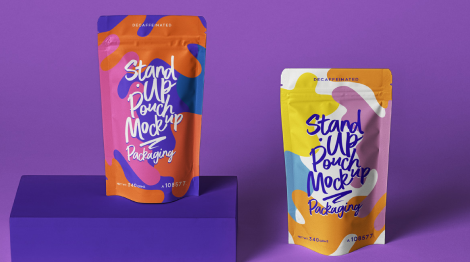 DECAFFEINATED
Stand
Up
Pouch
Mockup
Packaging
DECAFFEINATED
Stand
Up
Pouch
Mockup
Packaging